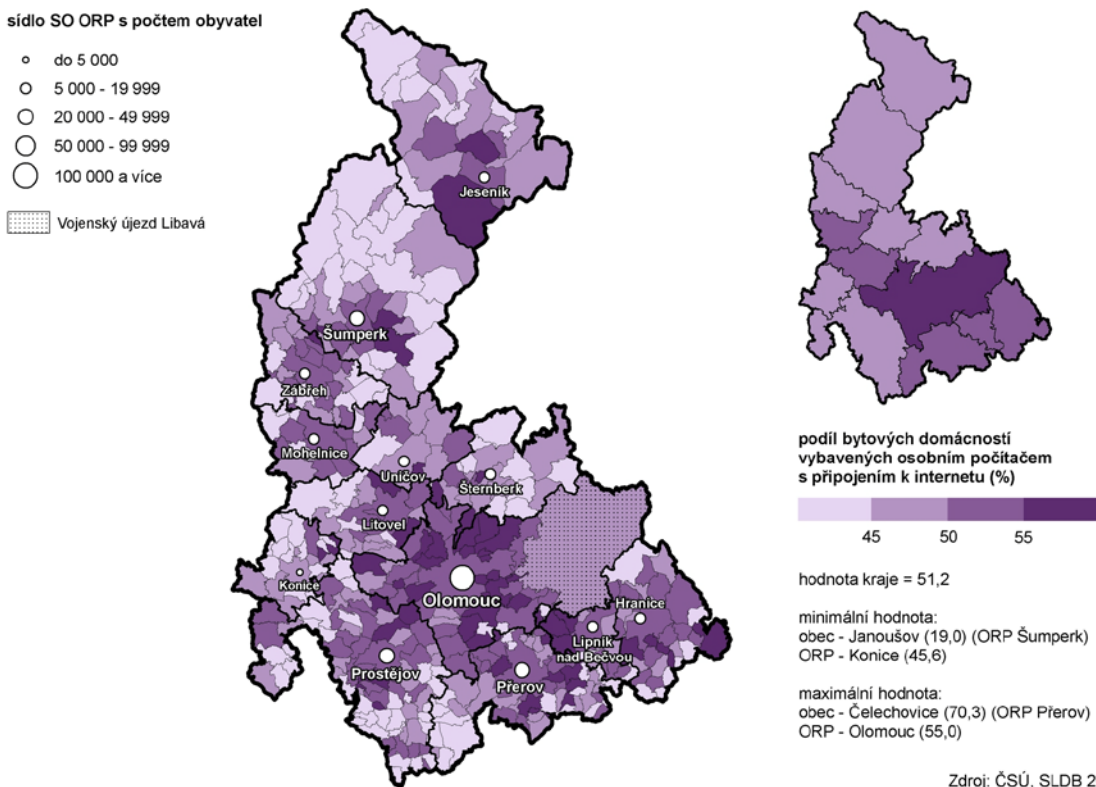 sídlo SO ORP s počtem obyvatel
do 5 000
5 000 - 19 999
20 000 - 49 999
50 000 - 99 999
100 000 a více
Vojenský újezd Libavá
Jeseník
Šumperk
Zábřeh
Mohelnice
Uničov
Šternberk
Litovel
Konice
Olomouc
Hranice
Lipník
nad Bečvou
Prostějov
Přerov
podíl bytových domácností
vybavených osobním počítačem
s připojením k internetu (%)
45 50 55
hodnota kraje = 51,2
minimální hodnota:
obec - Janoušov (19,0) (ORP Šumperk)
ORP - Konice (45,6)
maximální hodnota:
obec - Čelechovice (70,3) (ORP Přerov)
ORP - Olomouc (55,0)
Zdroj: ČSÚ, SLDB 2